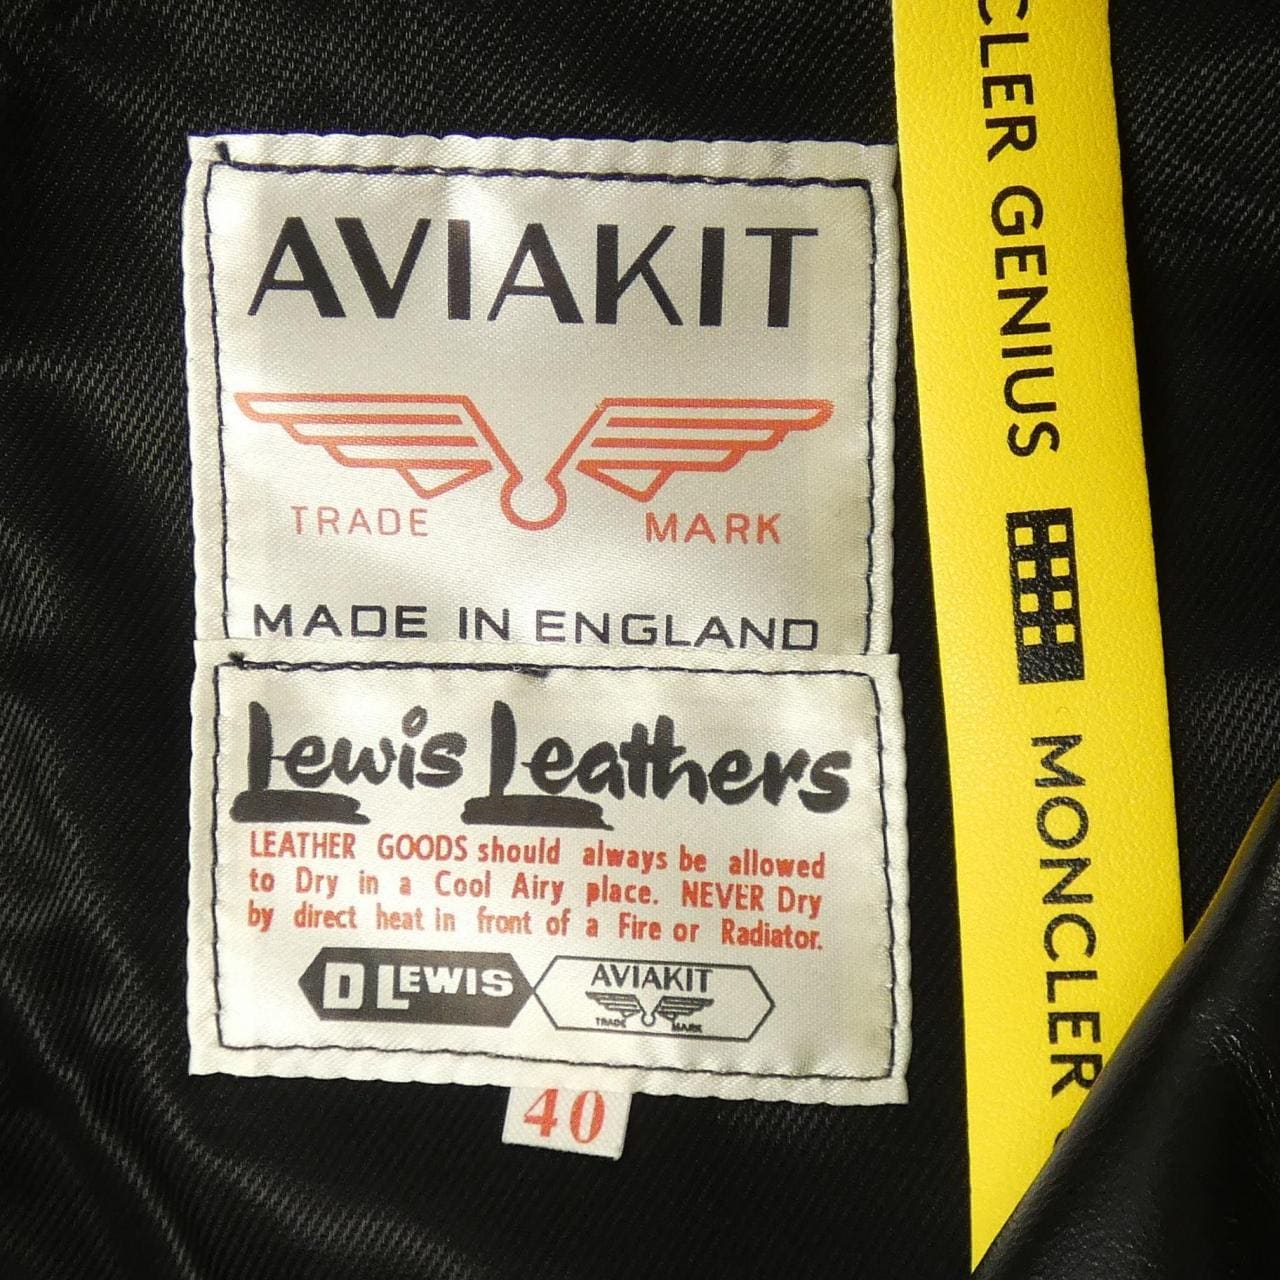 AVIAKIT
TRADE MARK
MADE IN ENGLAND
Lewis Leathers
LEATHER GOODS should always be allowed
to Dry in a Cool Airy place. NEVER Dry
by direct heat in front of a Fire or Radiator.
D LEWIS
AVIAKIT
TRADE MARK
40
CLER GENIUS MONCLER